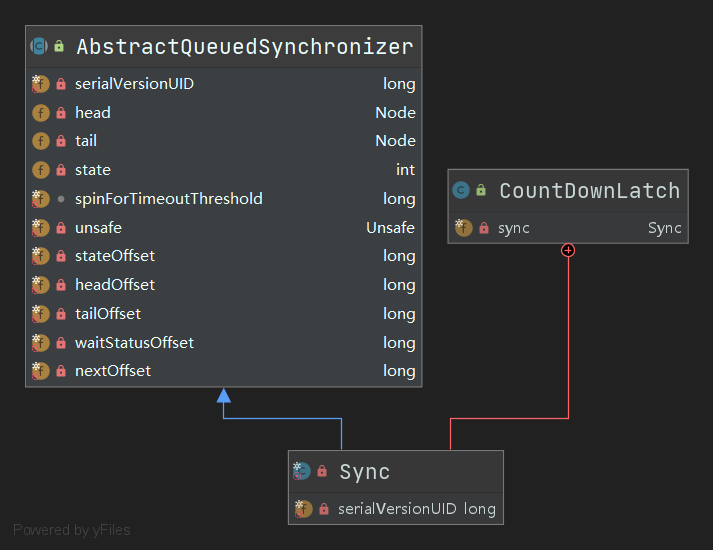 AbstractQueuedSynchronizer
serialVersionUID long
head Node
tail Node
state int
spinForTimeoutThreshold long
unsafe Unsafe
stateOffset long
headOffset long
tailOffset long
waitStatusOffset long
nextOffset long
CountDownLatch
sync Sync
Sync
serialVersionUID long
Powered by yFiles